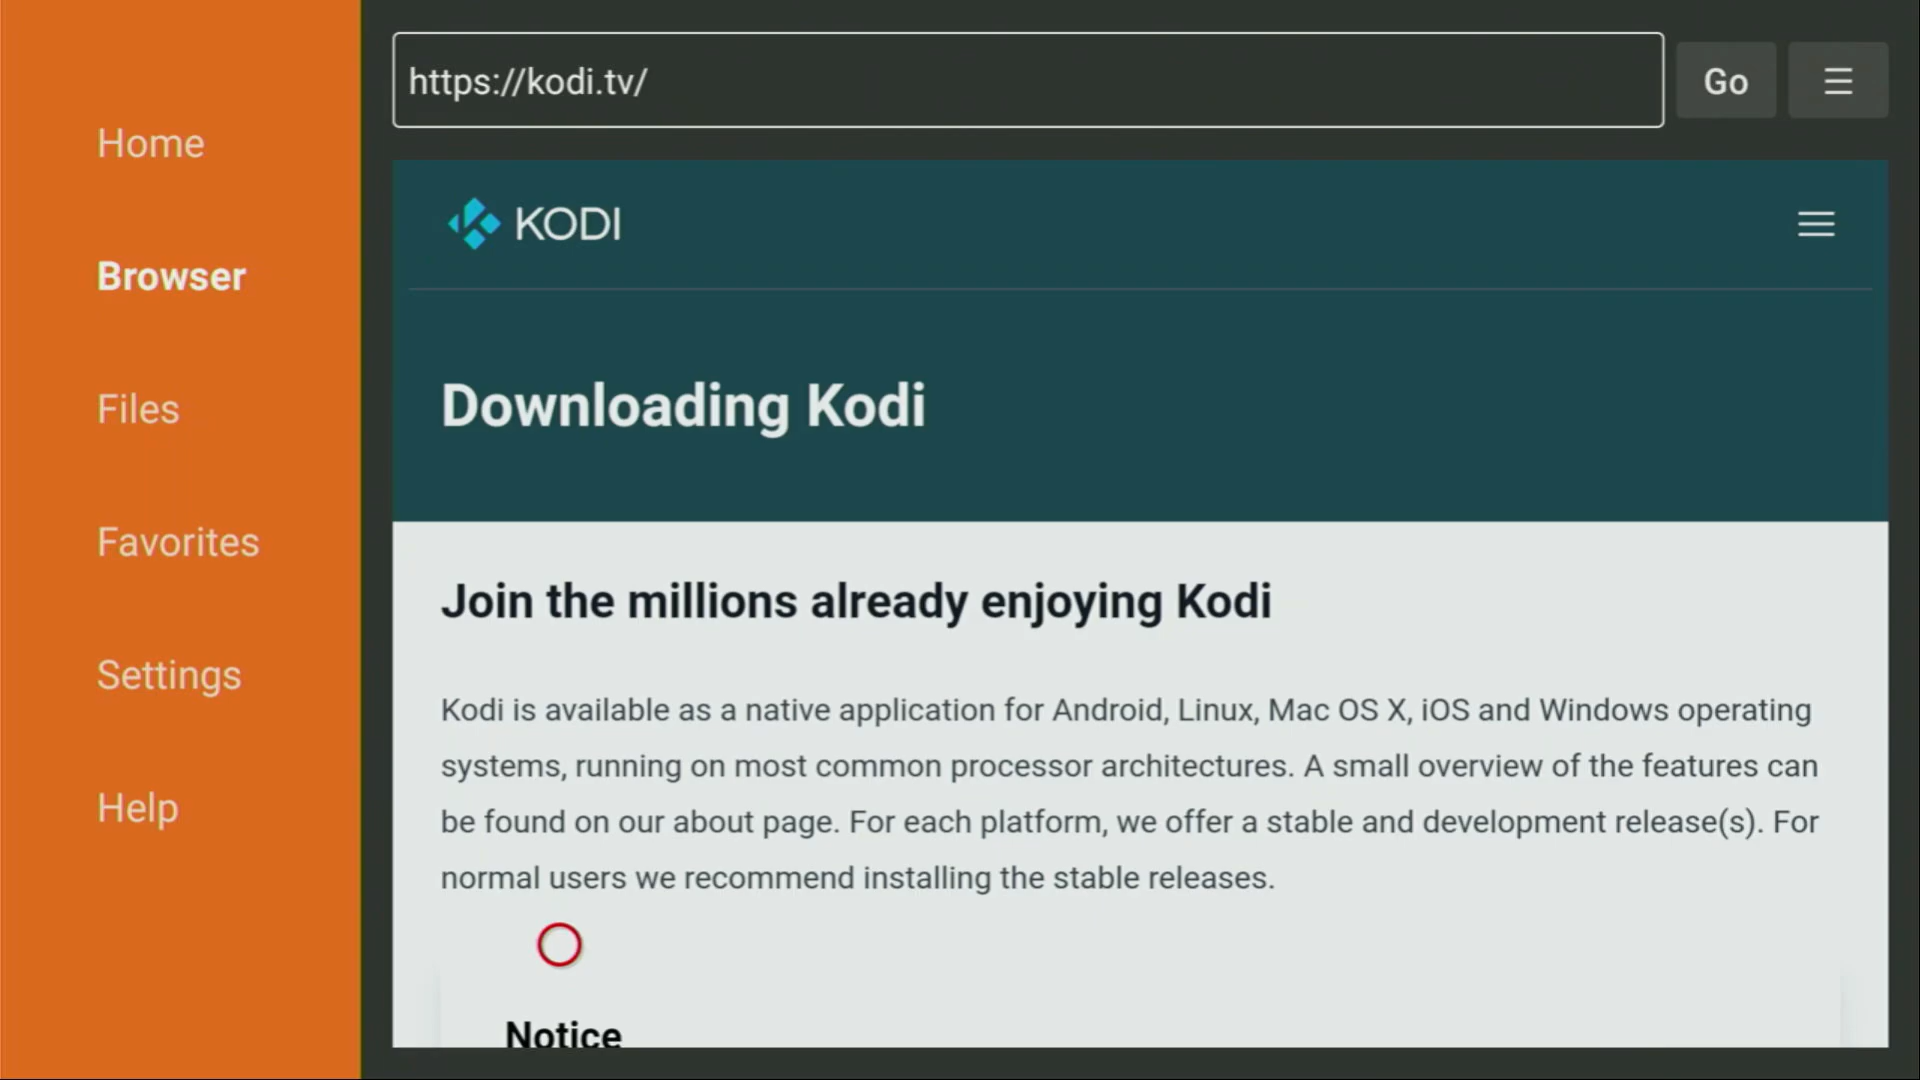 Home
Browser
Files
Favorites
Settings
Help
https://kodi.tv/
Go
KODI
Downloading Kodi
Join the millions already enjoying Kodi
Kodi is available as a native application for Android, Linux, Mac OS X, iOS and Windows operating
systems, running on most common processor architectures. A small overview of the features can
be found on our about page. For each platform, we offer a stable and development release(s). For
normal users we recommend installing the stable releases.
Notice